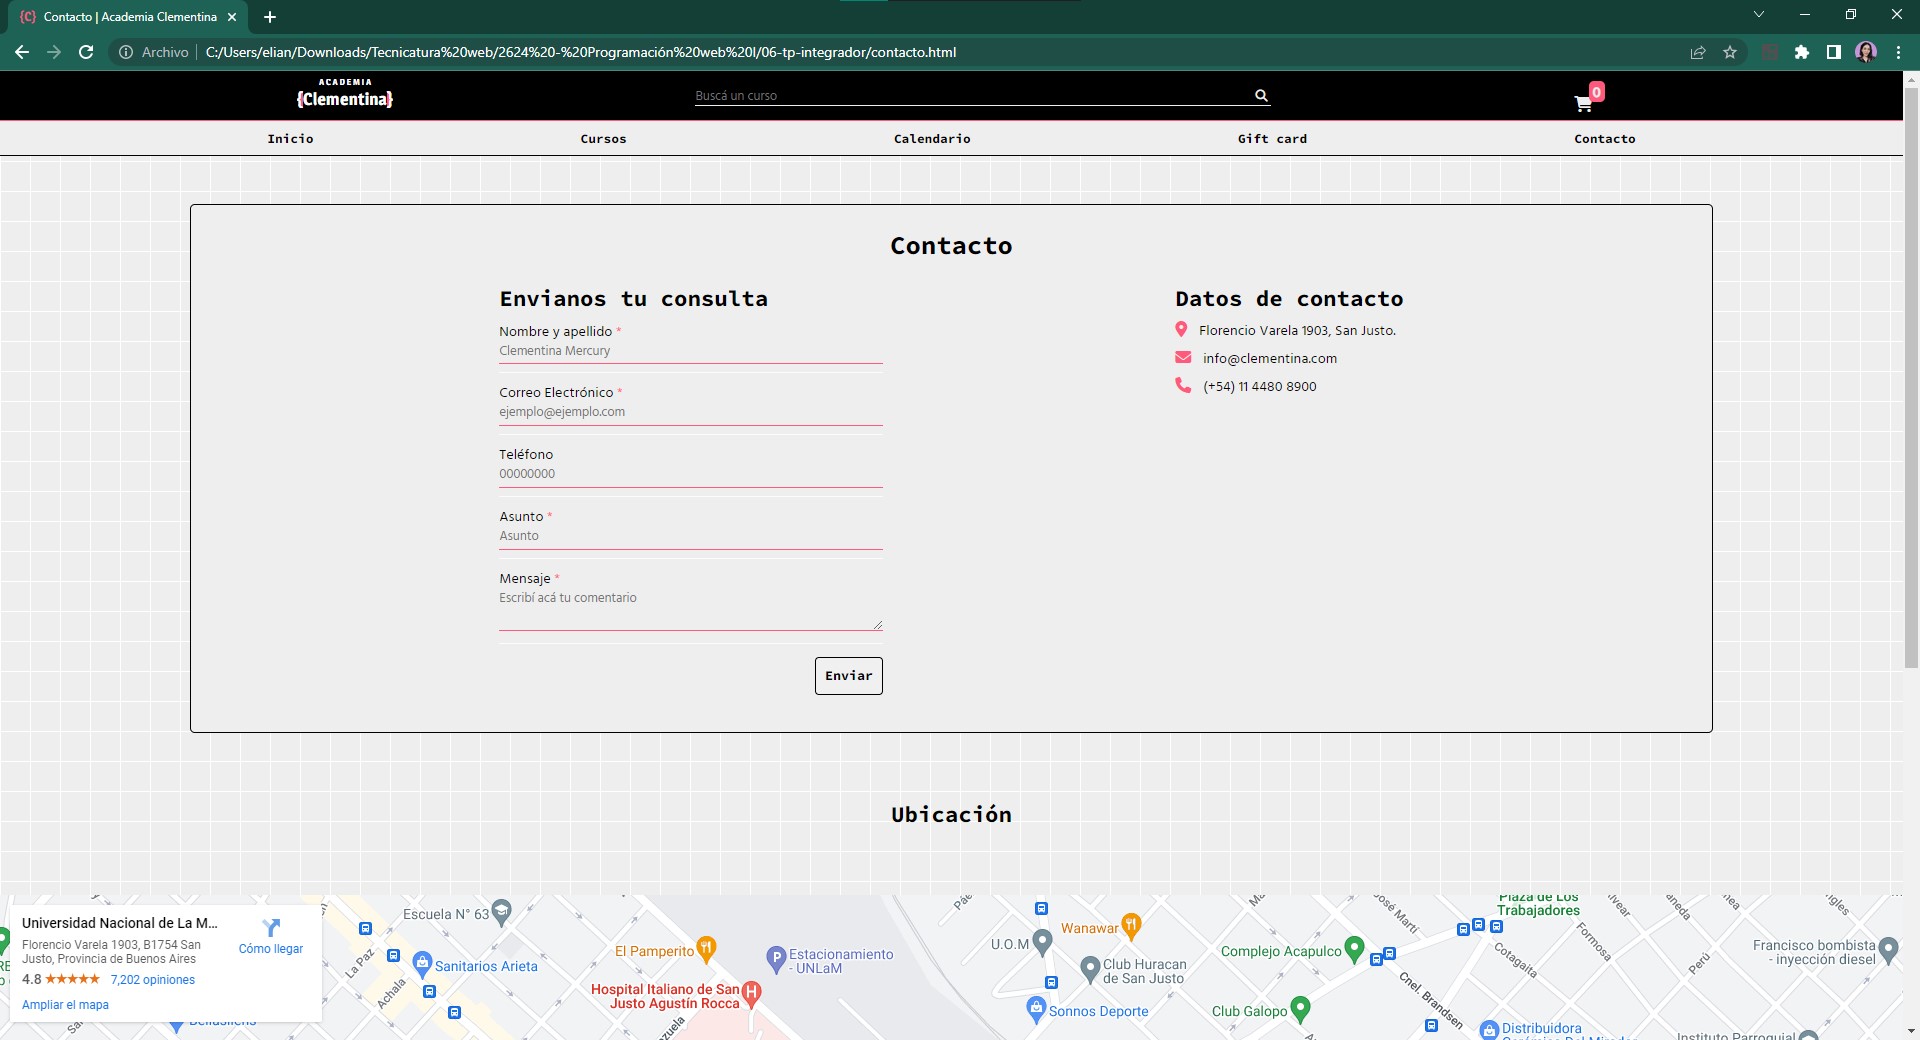 Contacto | Academia Clementina
Archivo
C:/Users/elian/Downloads/Tecnicatura%20web/2624%20-%20Programación%20web%20I/06-tp-integrador/contacto.html
ACADEMIA
{Clementina}
Buscá un curso
0
Inicio
Cursos
Calendario
Gift card
Contacto
Contacto
Envianos tu consulta
Nombre y apellido *
Clementina Mercury
Correo Electrónico *
ejemplo@ejemplo.com
Teléfono
00000000
Asunto *
Asunto
Mensaje *
Escribí acá tu comentario
Enviar
Datos de contacto
Florencio Varela 1903, San Justo.
info@clementina.com
(+54) 11 4480 8900
Ubicación
Universidad Nacional de La M...
Florencio Varela 1903, B1754 San
Justo, Provincia de Buenos Aires
4.8
7,202 opiniones
Ampliar el mapa
Cómo llegar
Escuela N° 63
La Paz
Sanitarios Arieta
Achala
El Pamperito
Estacionamiento
- UNLaM
Hospital Italiano de San
Justo Agustín Rocca
U.O.M
Wanawar
Club Huracan
de San Justo
Sonnos Deporte
José Martí
Plaza de Los
Trabajadores
Complejo Acapulco
Club Galopo
Cnel. Brandsen
Cotagaita
Formosa
Perú
Francisco bombista
- inyección diesel
Distribuidora
Instituto Parroquial